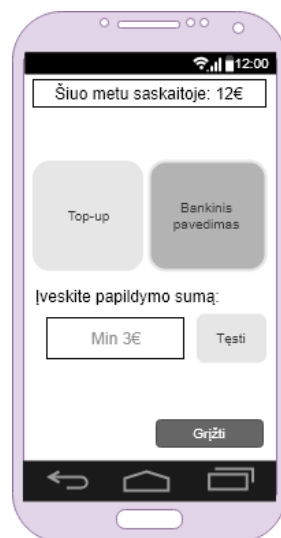 12:00
Šiuo metu saskaitoje: 12€
Top-up
Bankinis
pavedimas
Įveskite papildymo sumą:
Min 3€
Tęsti
Grįžti